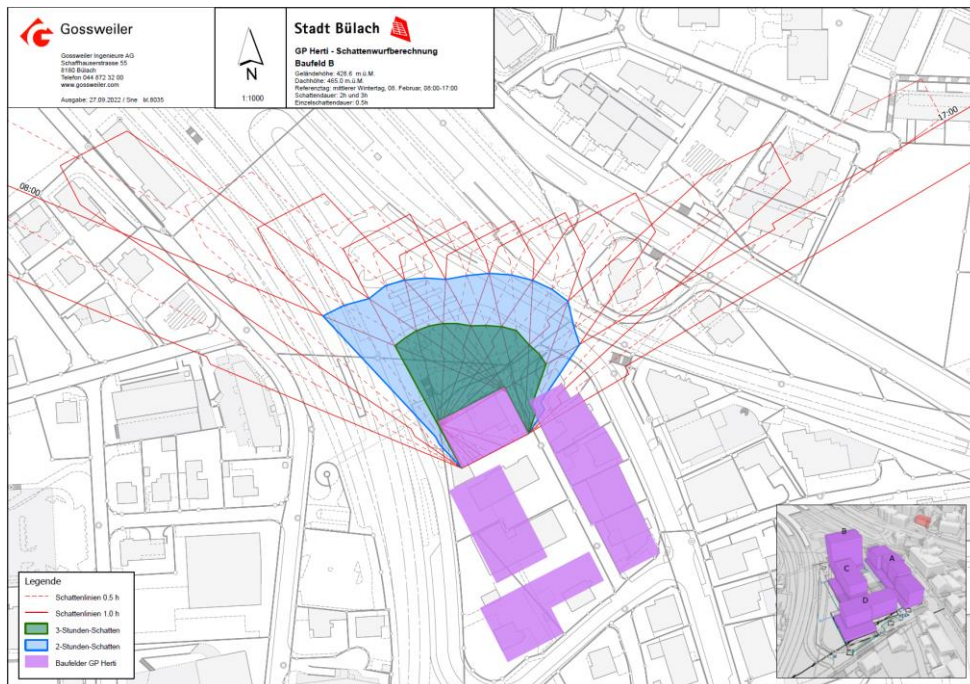 Gossweiler
Gossweiler Ingenieure AG
Schaffhauserstrasse 55
8180 Bülach
Telefon 044 872 32 00
www.gossweiler.com
Ausgabe: 27.09.2022 / Sne bl.8035
N
1:1000
Stadt Bülach
GP Herti - Schattenwurfberechnung
Baufeld B
Geländehöhe: 428.6 m.ü.M.
Dachhöhe: 465.0 m.ü.M.
Referenztag: mittlerer Wintertag, 08. Februar, 08:00-17:00
Schattendauer: 2h und 3h
Einzelschattendauer: 0.5h
17:00
08:00
Legende
Schattenlinien 0.5 h
Schattenlinien 1.0 h
3-Stunden-Schatten
2-Stunden-Schatten
Baufelder GP Herti
B
A
C
D